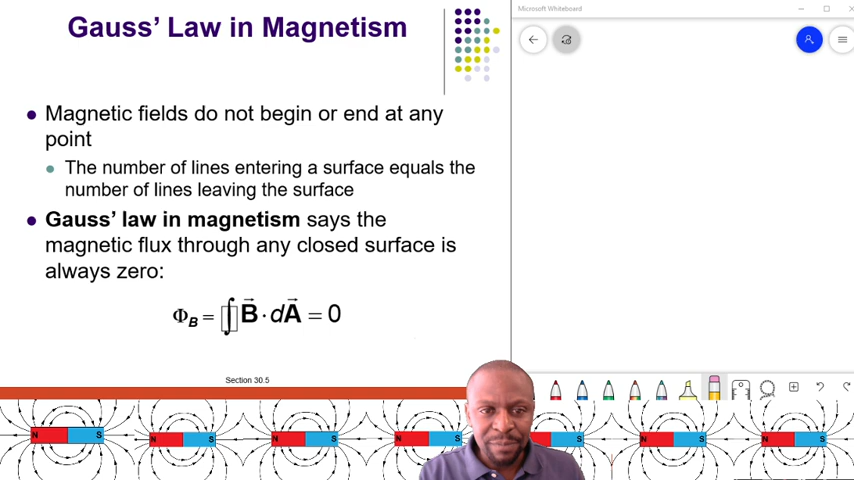 Gauss' Law in Magnetism
Microsoft Whiteboard
Magnetic fields do not begin or end at any
point
The number of lines entering a surface equals the
number of lines leaving the surface
Gauss' law in magnetism says the
magnetic flux through any closed surface is
always zero:
Φ_B = ∮ B⃗ · dA⃗ = 0
Section 30.5
N S N S N S N S N S N S